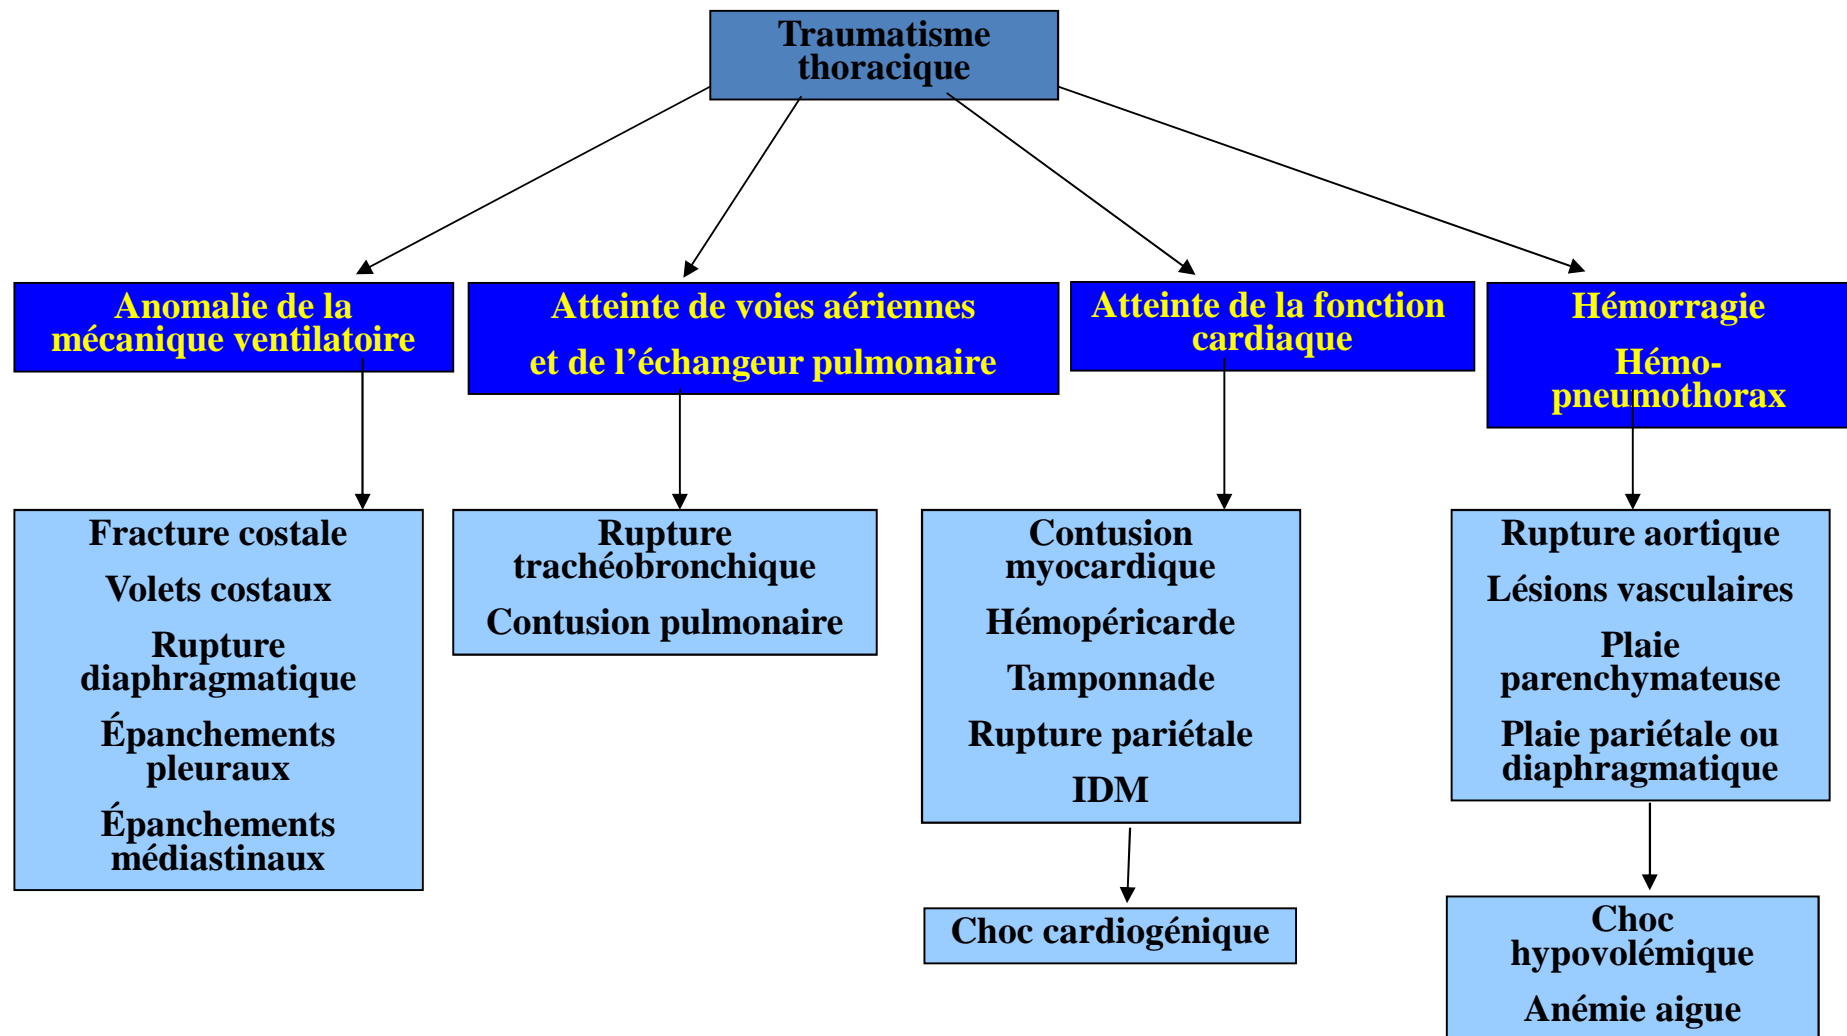 Traumatisme
thoracique
Anomalie de la
mécanique ventilatoire
Atteinte de voies aériennes
et de l’échangeur pulmonaire
Atteinte de la fonction
cardiaque
Hémorragie
Hémo-
pneumothorax
Fracture costale
Volets costaux
Rupture
diaphragmatique
Épanchements
pleuraux
Épanchements
médiastinaux
Rupture
trachéobronchique
Contusion pulmonaire
Contusion
myocardique
Hémopéricarde
Tamponnade
Rupture pariétale
IDM
Rupture aortique
Lésions vasculaires
Plaie
parenchymateuse
Plaie pariétale ou
diaphragmatique
Choc cardiogénique
Choc
hypovolémique
Anémie aigue